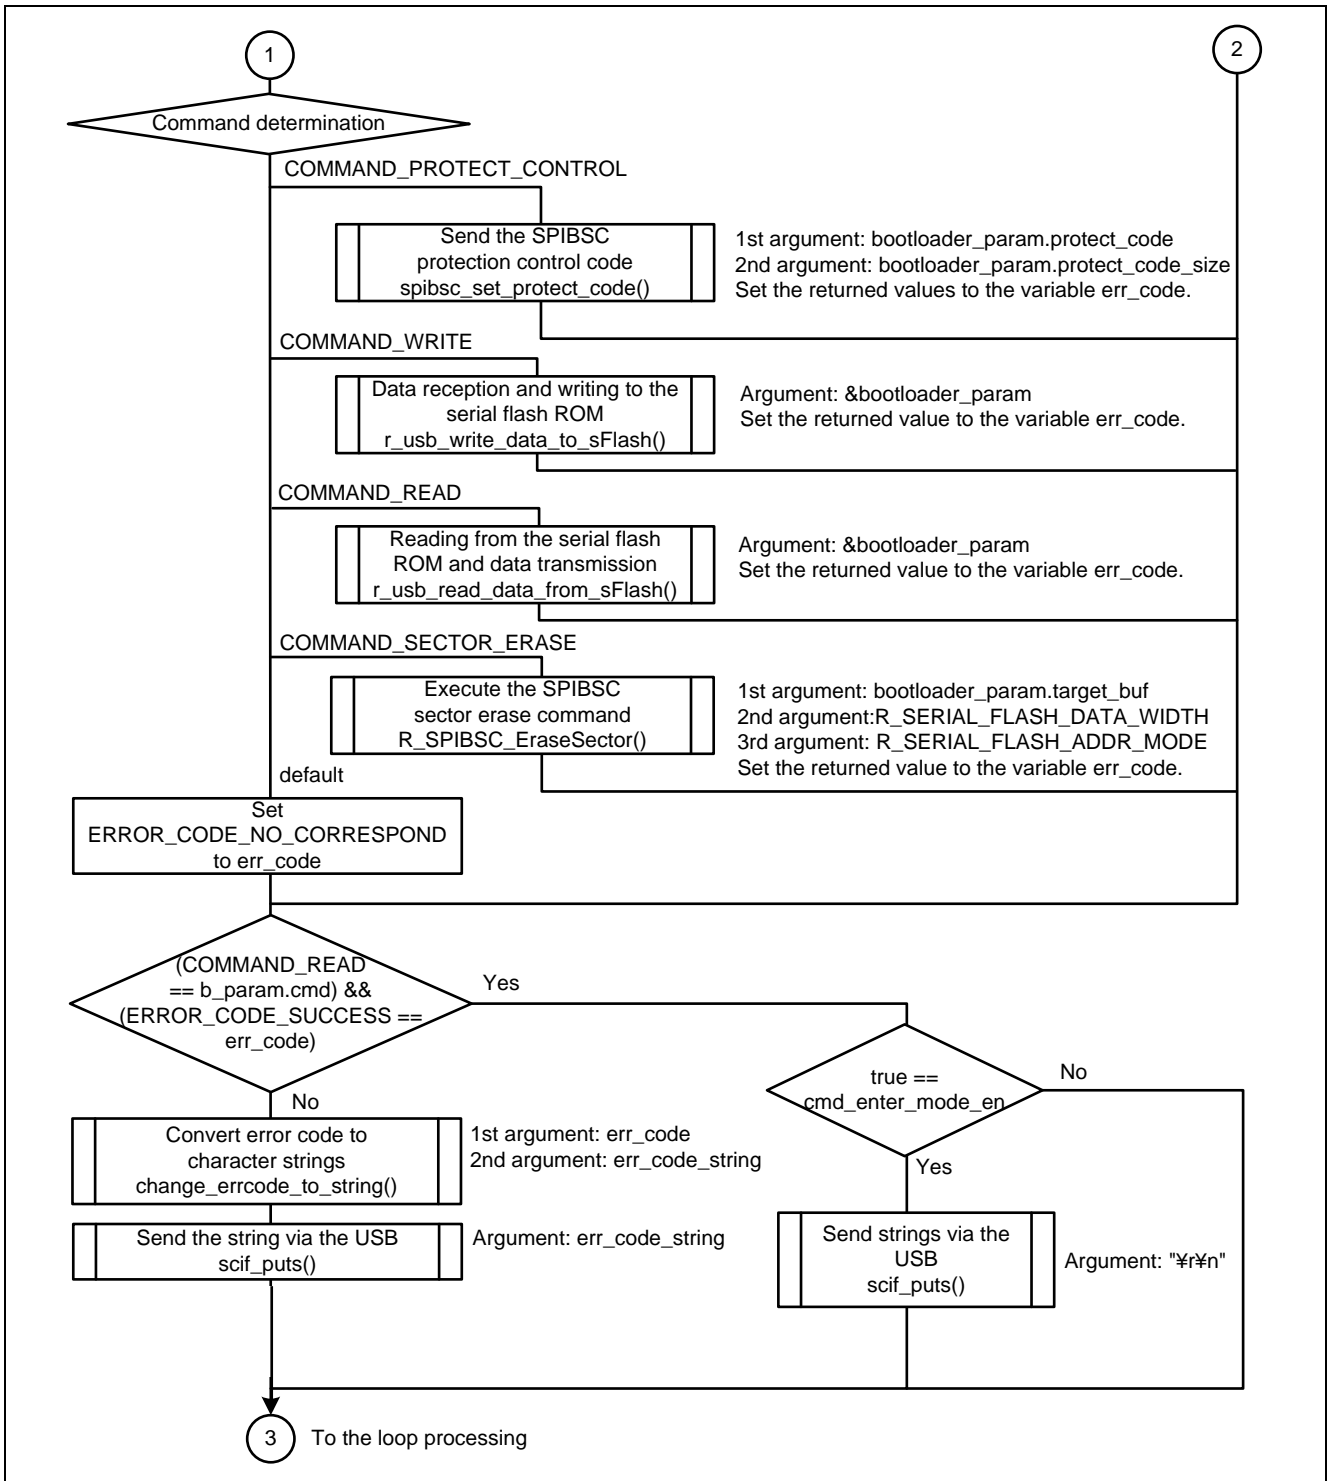 1
2
Command determination
COMMAND_PROTECT_CONTROL
Send the SPIBSC
protection control code
spibsc_set_protect_code()
1st argument: bootloader_param.protect_code
2nd argument: bootloader_param.protect_code_size
Set the returned values to the variable err_code.
COMMAND_WRITE
Data reception and writing to the
serial flash ROM
r_usb_write_data_to_sFlash()
Argument: &bootloader_param
Set the returned value to the variable err_code.
COMMAND_READ
Reading from the serial flash
ROM and data transmission
r_usb_read_data_from_sFlash()
Argument: &bootloader_param
Set the returned value to the variable err_code.
COMMAND_SECTOR_ERASE
Execute the SPIBSC
sector erase command
R_SPIBSC_EraseSector()
1st argument: bootloader_param.target_buf
2nd argument:R_SERIAL_FLASH_DATA_WIDTH
3rd argument: R_SERIAL_FLASH_ADDR_MODE
Set the returned value to the variable err_code.
default
Set
ERROR_CODE_NO_CORRESPOND
to err_code
(COMMAND_READ
== b_param.cmd) &&
(ERROR_CODE_SUCCESS ==
err_code)
Yes
true ==
cmd_enter_mode_en
No
No
Convert error code to
character strings
change_errcode_to_string()
1st argument: err_code
2nd argument: err_code_string
Yes
Send the string via the USB
scif_puts()
Argument: err_code_string
Send strings via the
USB
scif_puts()
Argument: "¥r¥n"
3
To the loop processing